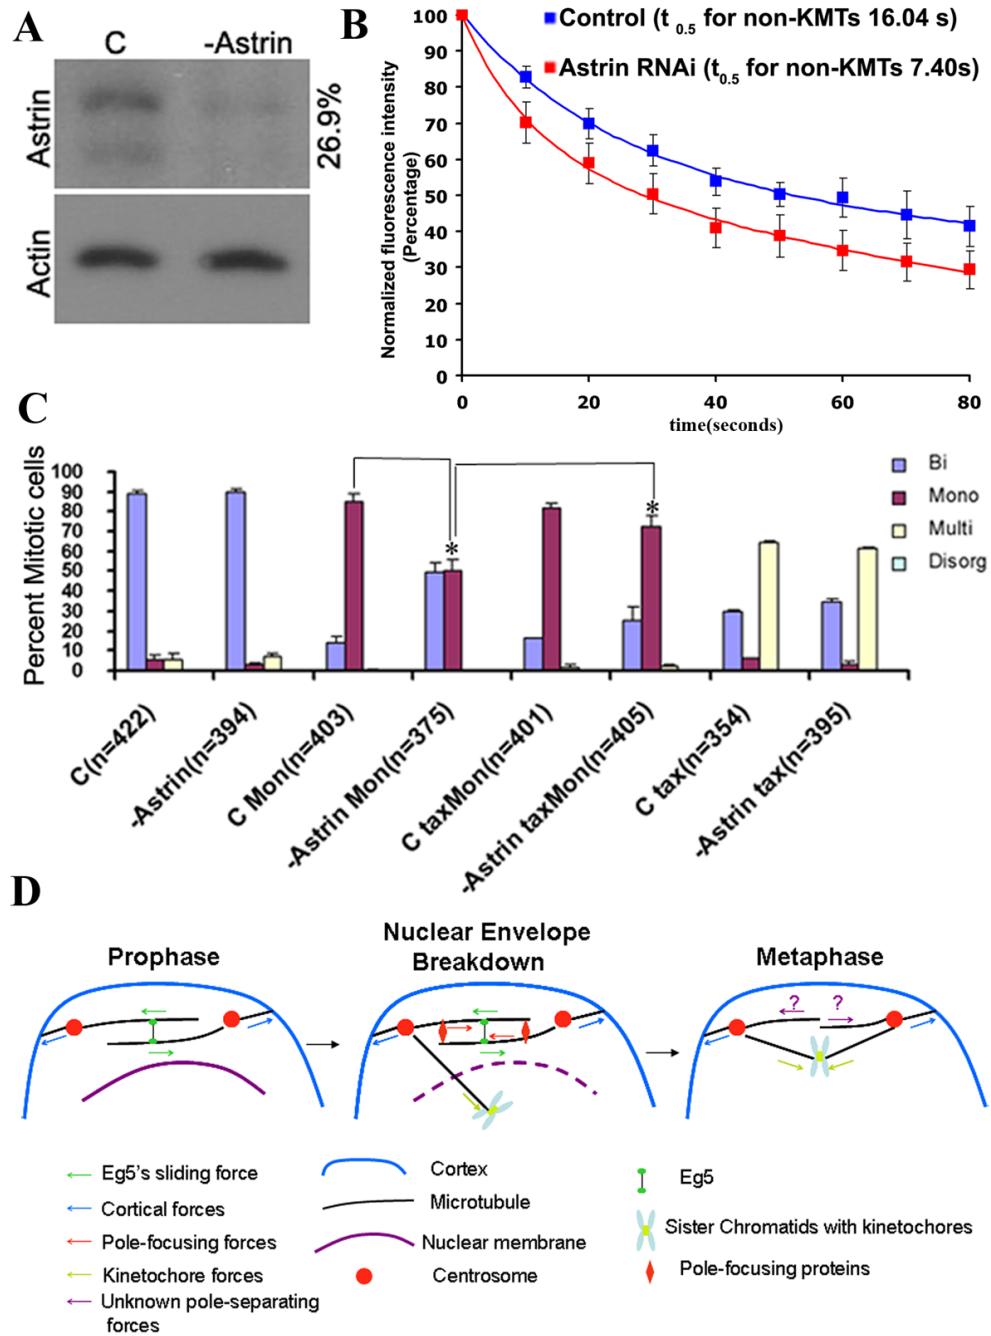 A
C
-Astrin
Astrin
26.9%
Actin
B
Control (t 0.5 for non-KMTs 16.04 s)
Astrin RNAi (t0.5 for non-KMTs 7.40s)
Normalized fluorescence intensity
(Percentage)
100
90
80
70
60
50
40
30
20
10
0
0
20
40
60
80
time(seconds)
C
Percent Mitotic cells
100
90
80
70
60
50
40
30
20
10
0
*
*
Bi
Mono
Multi
Disorg
C(n=422)
-Astrin(n=394)
C Mon(n=403)
-Astrin Mon(n=375)
C taxMon(n=401)
-Astrin taxMon(n=405)
C tax(n=354)
-Astrin tax(n=395)
D
Prophase
Nuclear Envelope
Breakdown
Metaphase
? ?
Eg5's sliding force
Cortical forces
Pole-focusing forces
Kinetochore forces
Unknown pole-separating
forces
Cortex
Microtubule
Nuclear membrane
Centrosome
Eg5
Sister Chromatids with kinetochores
Pole-focusing proteins